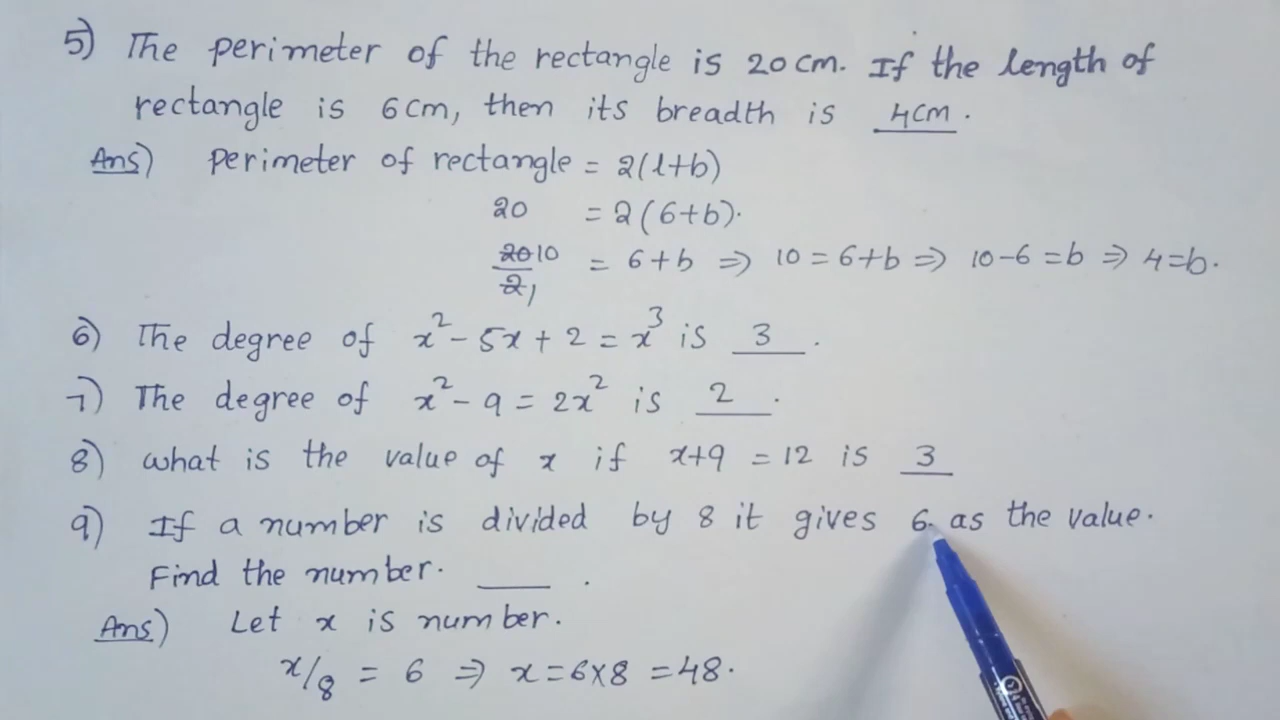 5) The perimeter of the rectangle is 20 cm. If the length of
rectangle is 6cm, then its breadth is 4cm.
Ans) perimeter of rectangle = 2(l+b)
20 = 2(6+b).
20 10/2 1 = 6+b ⇒ 10 = 6+b ⇒ 10-6 = b ⇒ 4=b.
6) The degree of x² - 5x + 2 = x³ is 3.
7) The degree of x² - 9 = 2x² is 2.
8) what is the value of x if x+9 = 12 is 3
9) If a number is divided by 8 it gives 6. as the value.
Find the number. ____.
Ans) Let x is number.
x/8 = 6 ⇒ x = 6×8 = 48.